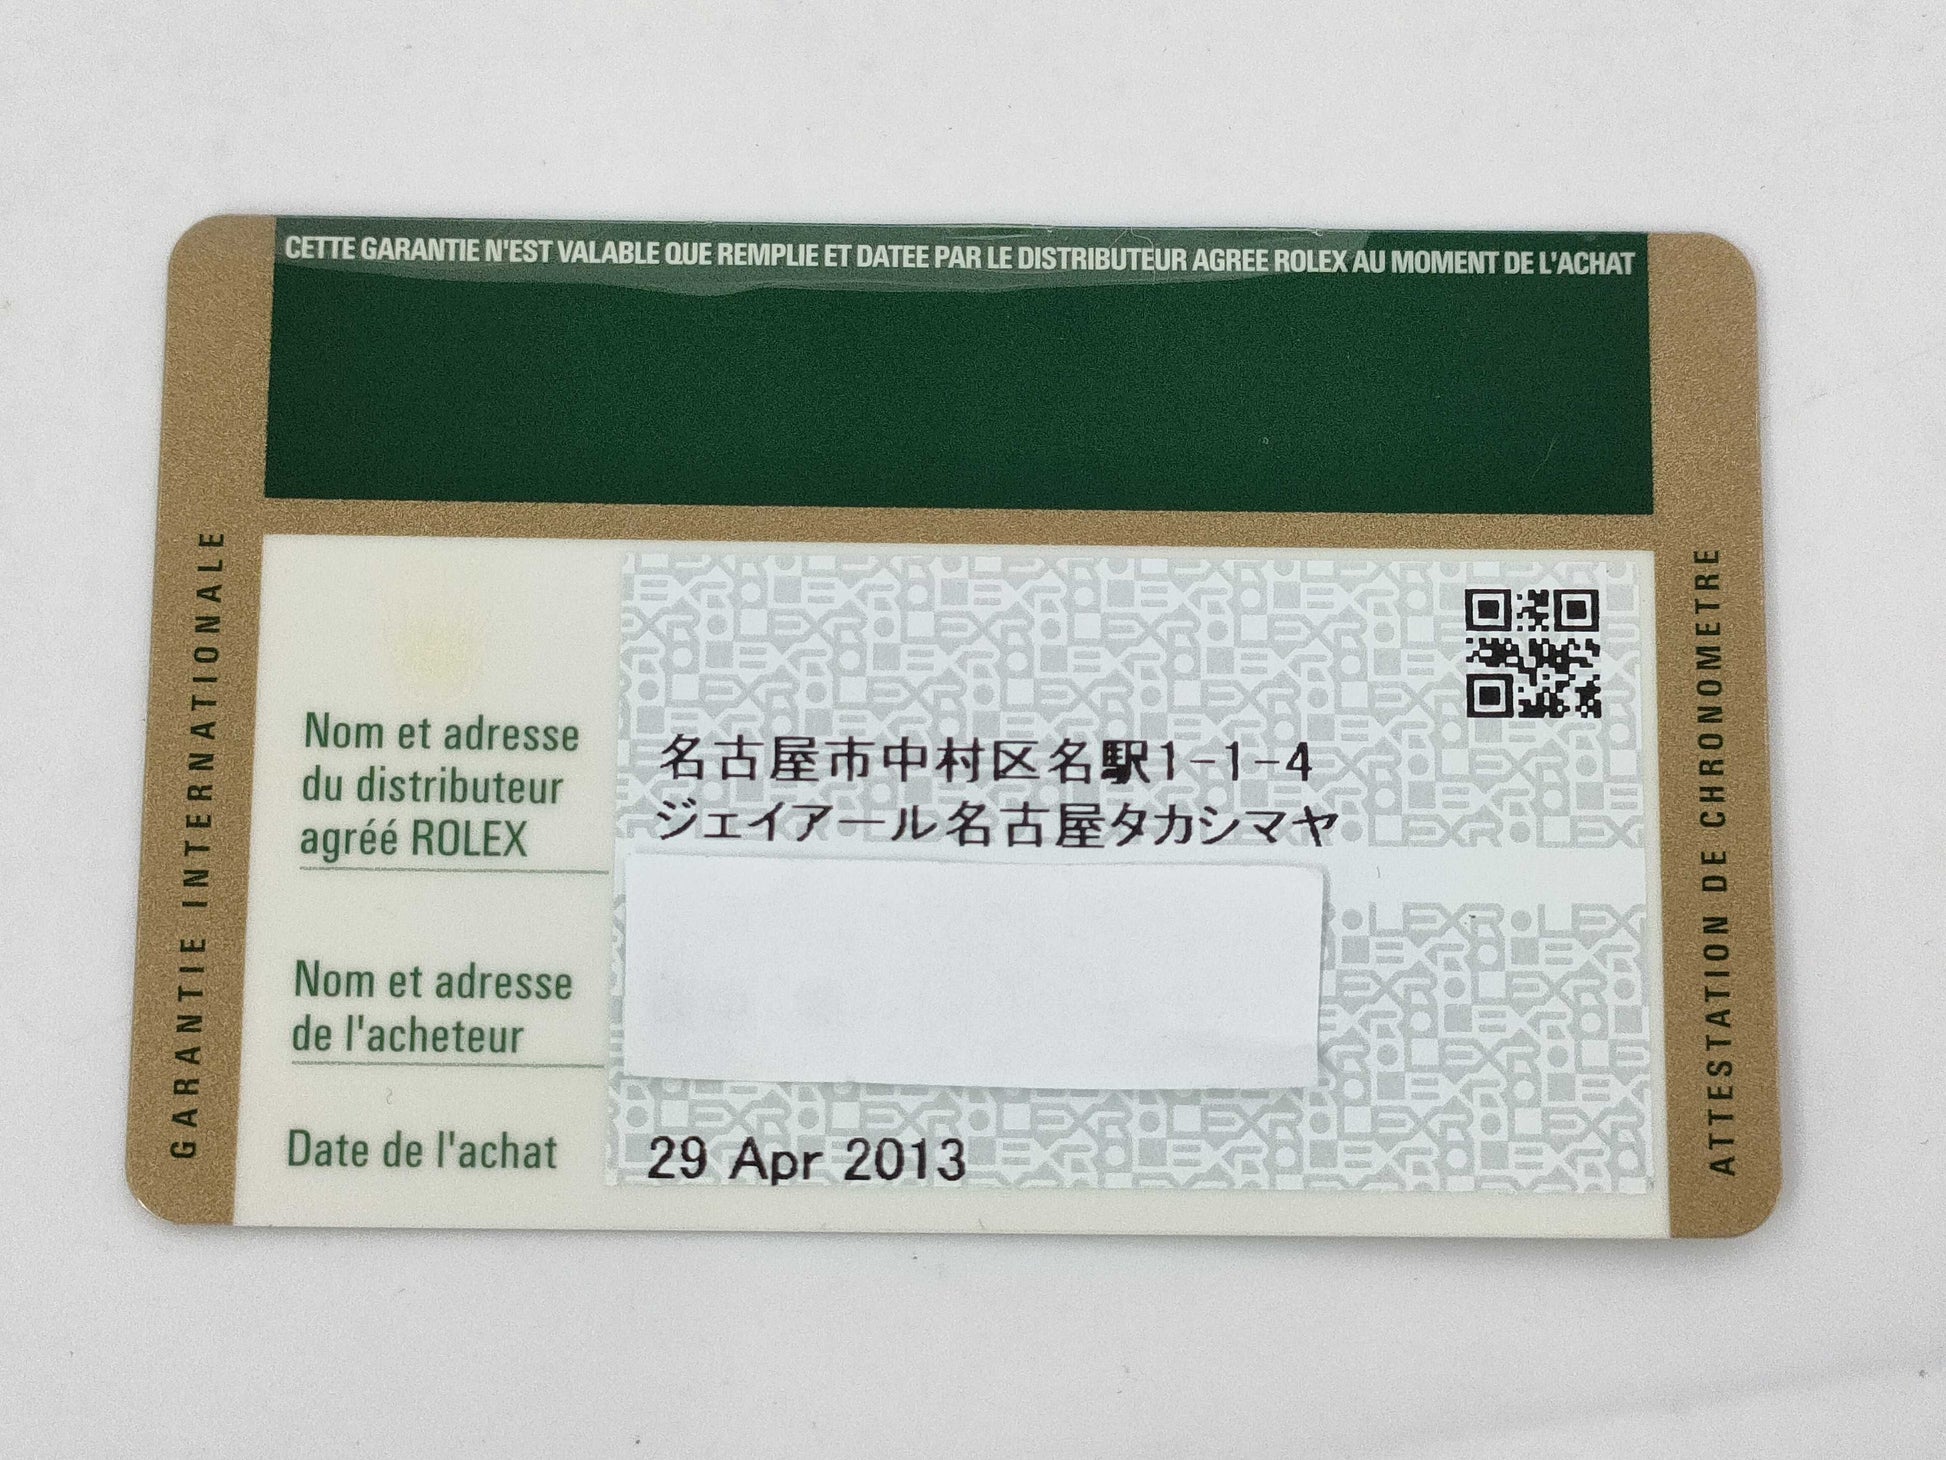 CETTE GARANTIE N'EST VALABLE QUE REMPLIE ET DATEE PAR LE DISTRIBUTEUR AGREE ROLEX AU MOMENT DE L'ACHAT
GARANTIE INTERNATIONALE
Nom et adresse
du distributeur
agréé ROLEX
名古屋市中村区名駅1-1-4
ジェイアール名古屋タカシマヤ
Nom et adresse
de l'acheteur
Date de l'achat
29 Apr 2013
ATTESTATION DE CHRONOMETRE